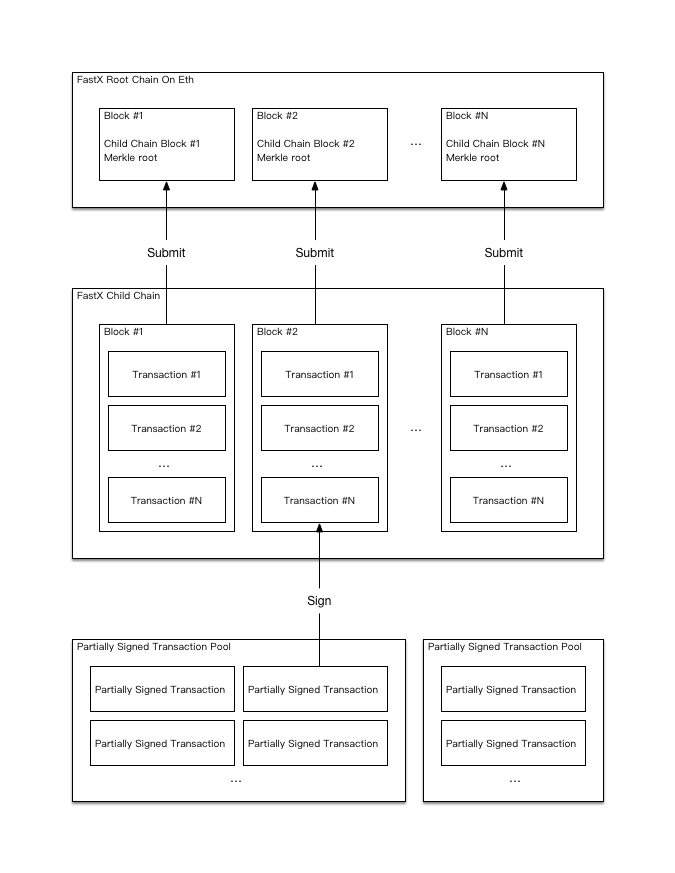 FastX Root Chain On Eth
Block #1
Child Chain Block #1
Merkle root
Block #2
Child Chain Block #2
Merkle root
...
Block #N
Child Chain Block #N
Merkle root
Submit
Submit
Submit
FastX Child Chain
Block #1
Transaction #1
Transaction #2
...
Transaction #N
Block #2
Transaction #1
Transaction #2
...
Transaction #N
...
Block #N
Transaction #1
Transaction #2
...
Transaction #N
Sign
Partially Signed Transaction Pool
Partially Signed Transaction
Partially Signed Transaction
Partially Signed Transaction
Partially Signed Transaction
...
Partially Signed Transaction Pool
Partially Signed Transaction
Partially Signed Transaction
...